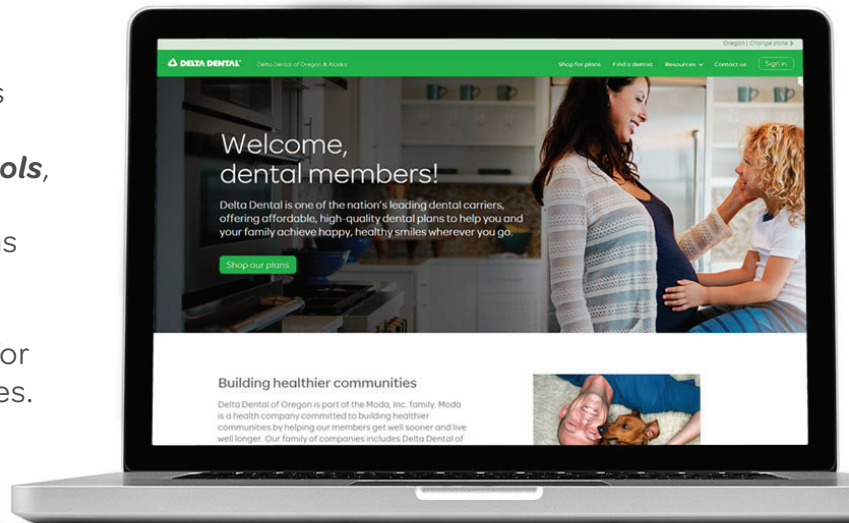 s
ols,
ns
for
es.
Oregon | Change state >
DELTA DENTAL® Delta Dental of Oregon & Alaska Shop for plans Find a dentist Resources Contact us Sign in
Welcome,
dental members!
Delta Dental is one of the nation's leading dental carriers,
offering affordable, high-quality dental plans to help you and
your family achieve happy, healthy smiles wherever you go.
Shop our plans
Building healthier communities
Delta Dental of Oregon is part of the Moda, Inc. family. Moda
is a health company committed to building healthier
communities by helping our members get well sooner and live
well longer. Our family of companies includes Delta Dental of